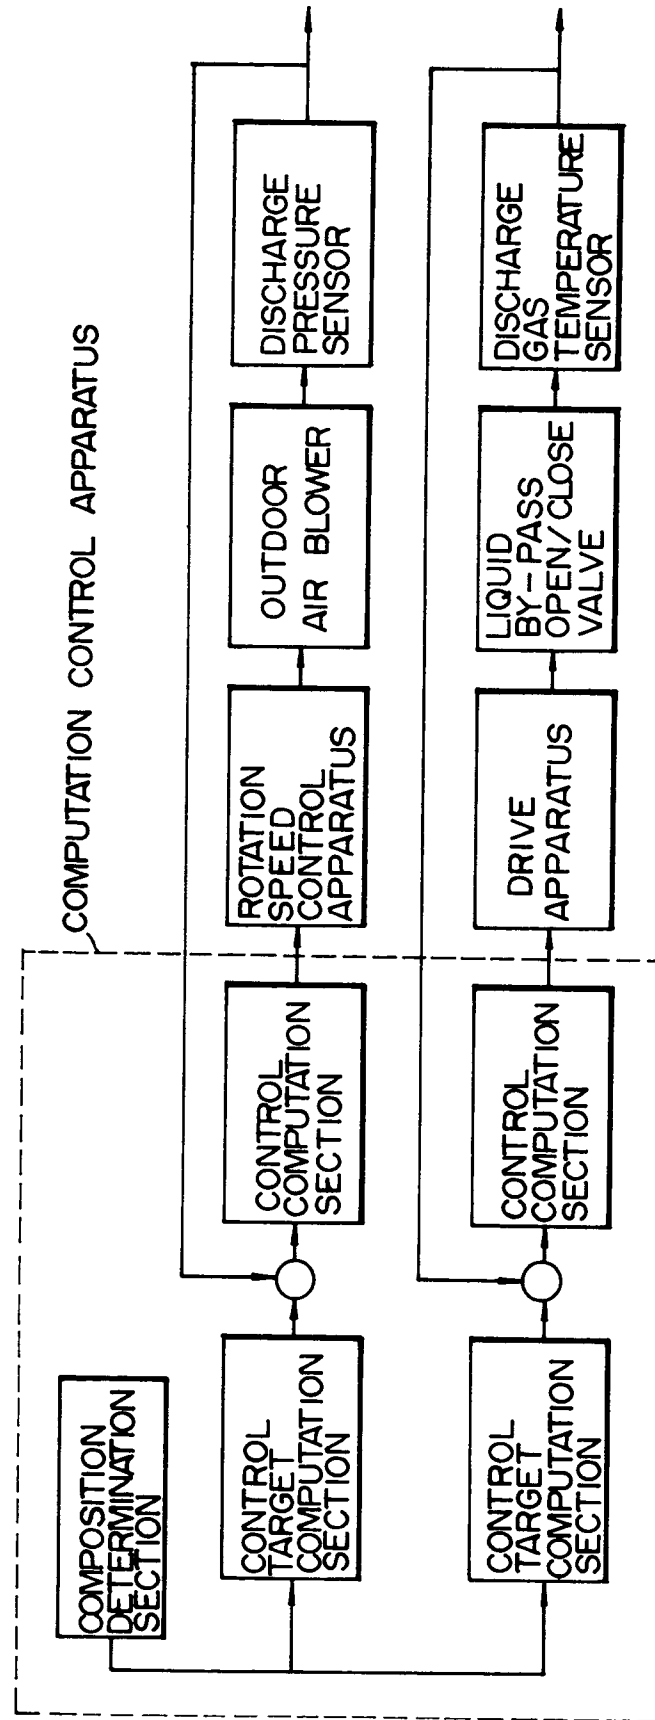 COMPUTATION CONTROL APPARATUS
COMPOSITION
DETERMINATION
SECTION
CONTROL
TARGET
COMPUTATION
SECTION
CONTROL
COMPUTATION
SECTION
ROTATION
SPEED
CONTROL
APPARATUS
OUTDOOR
AIR BLOWER
DISCHARGE
PRESSURE
SENSOR
CONTROL
TARGET
COMPUTATION
SECTION
CONTROL
COMPUTATION
SECTION
DRIVE
APPARATUS
LIQUID
BY-PASS
OPEN/CLOSE
VALVE
DISCHARGE
GAS
TEMPERATURE
SENSOR